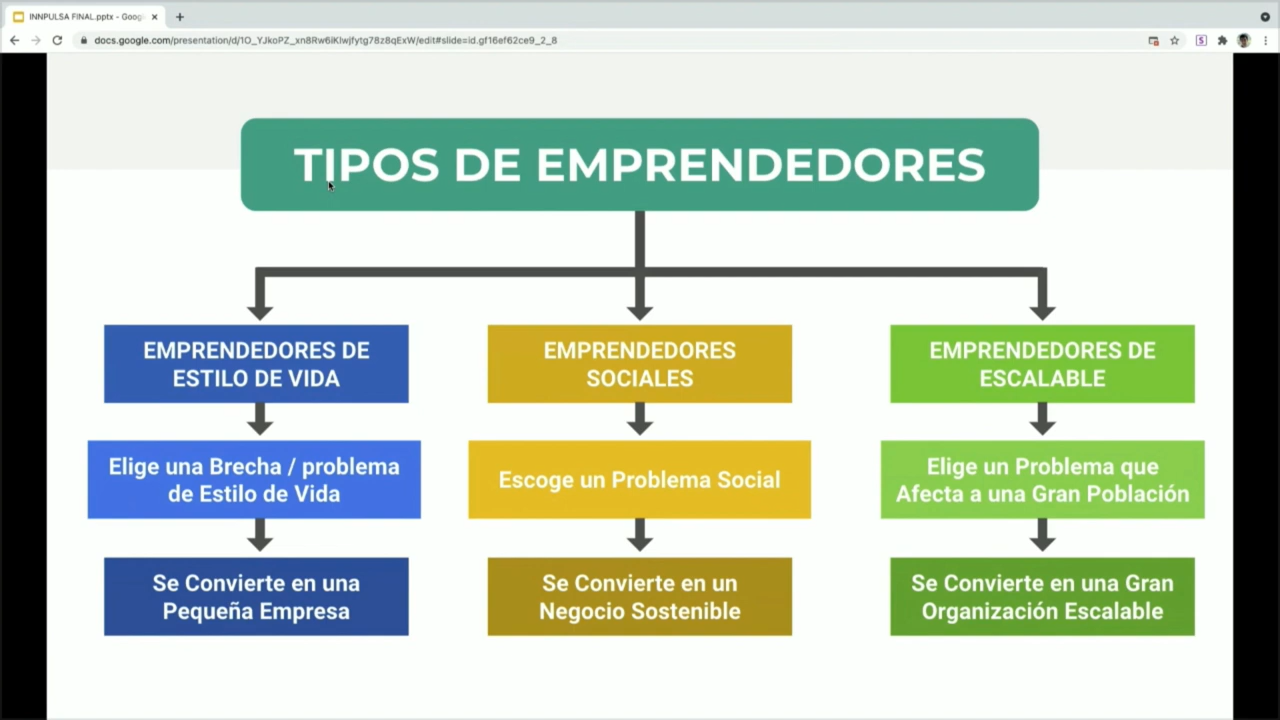 INNPULSA FINAL.pptx - Goog
docs.google.com/presentation/d/1O_YJkoPZ_xn8Rw6iKlwjfytg78z8qExW/edit#slide=id.gf16ef62ce9_2_8
TIPOS DE EMPRENDEDORES
EMPRENDEDORES DE
ESTILO DE VIDA
EMPRENDEDORES
SOCIALES
EMPRENDEDORES DE
ESCALABLE
Elige una Brecha / problema
de Estilo de Vida
Escoge un Problema Social
Elige un Problema que
Afecta a una Gran Población
Se Convierte en una
Pequeña Empresa
Se Convierte en un
Negocio Sostenible
Se Convierte en una Gran
Organización Escalable